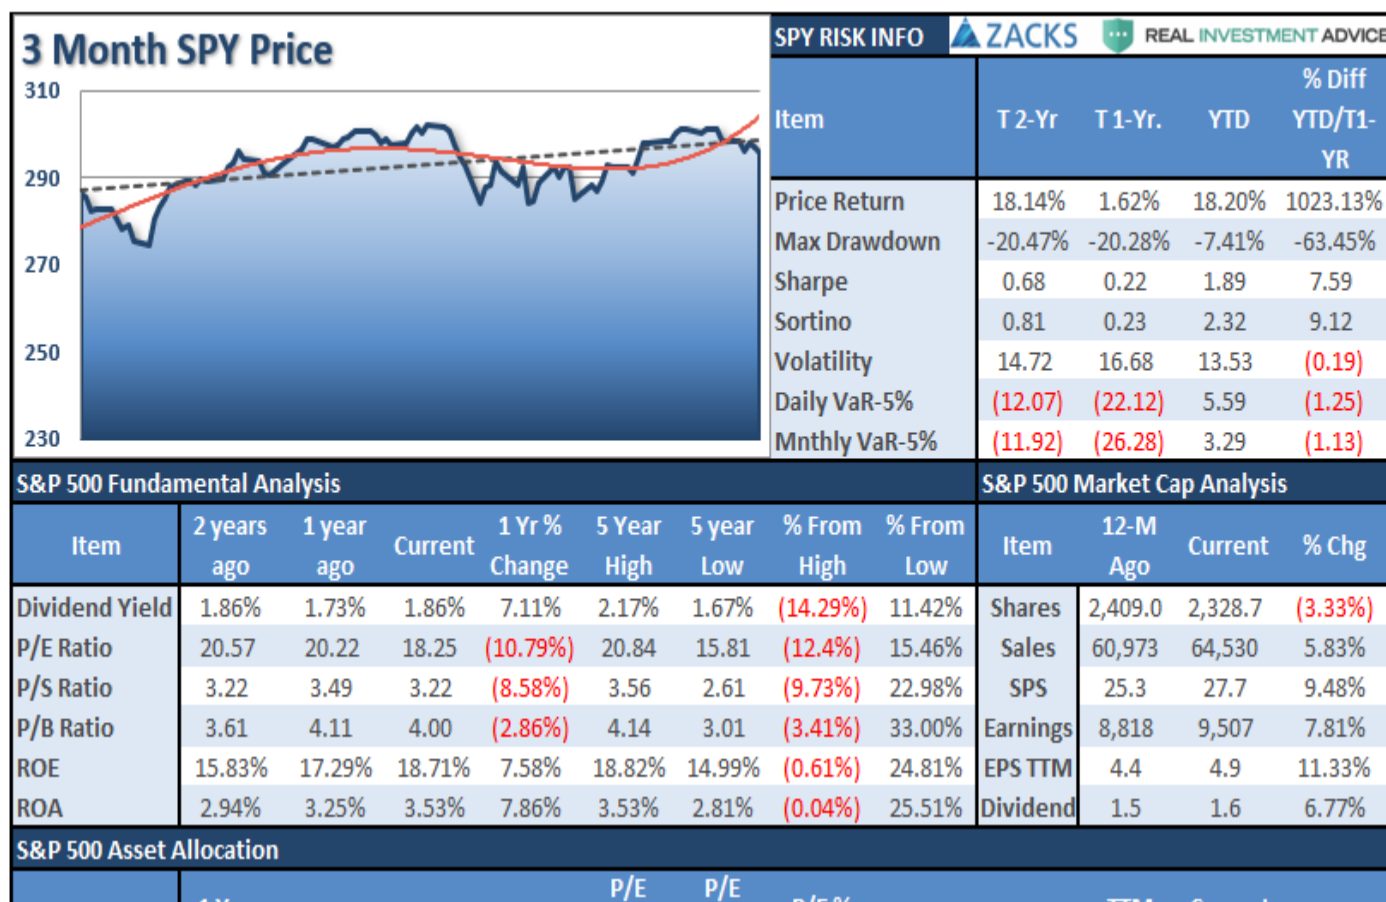 3 Month SPY Price
310
290
270
250
230
SPY RISK INFO ZACKS REAL INVESTMENT ADVICE
Item T 2-Yr T 1-Yr. YTD % Diff YTD/T1-YR
Price Return 18.14% 1.62% 18.20% 1023.13%
Max Drawdown -20.47% -20.28% -7.41% -63.45%
Sharpe 0.68 0.22 1.89 7.59
Sortino 0.81 0.23 2.32 9.12
Volatility 14.72 16.68 13.53 (0.19)
Daily VaR-5% (12.07) (22.12) 5.59 (1.25)
Mnthly VaR-5% (11.92) (26.28) 3.29 (1.13)
S&P 500 Fundamental Analysis
Item 2 years ago 1 year ago Current 1 Yr % Change 5 Year High 5 year Low % From High % From Low
Dividend Yield 1.86% 1.73% 1.86% 7.11% 2.17% 1.67% (14.29%) 11.42%
P/E Ratio 20.57 20.22 18.25 (10.79%) 20.84 15.81 (12.4%) 15.46%
P/S Ratio 3.22 3.49 3.22 (8.58%) 3.56 2.61 (9.73%) 22.98%
P/B Ratio 3.61 4.11 4.00 (2.86%) 4.14 3.01 (3.41%) 33.00%
ROE 15.83% 17.29% 18.71% 7.58% 18.82% 14.99% (0.61%) 24.81%
ROA 2.94% 3.25% 3.53% 7.86% 3.53% 2.81% (0.04%) 25.51%
S&P 500 Market Cap Analysis
Item 12-M Ago Current % Chg
Shares 2,409.0 2,328.7 (3.33%)
Sales 60,973 64,530 5.83%
SPS 25.3 27.7 9.48%
Earnings 8,818 9,507 7.81%
EPS TTM 4.4 4.9 11.33%
Dividend 1.5 1.6 6.77%
S&P 500 Asset Allocation
P/E P/E